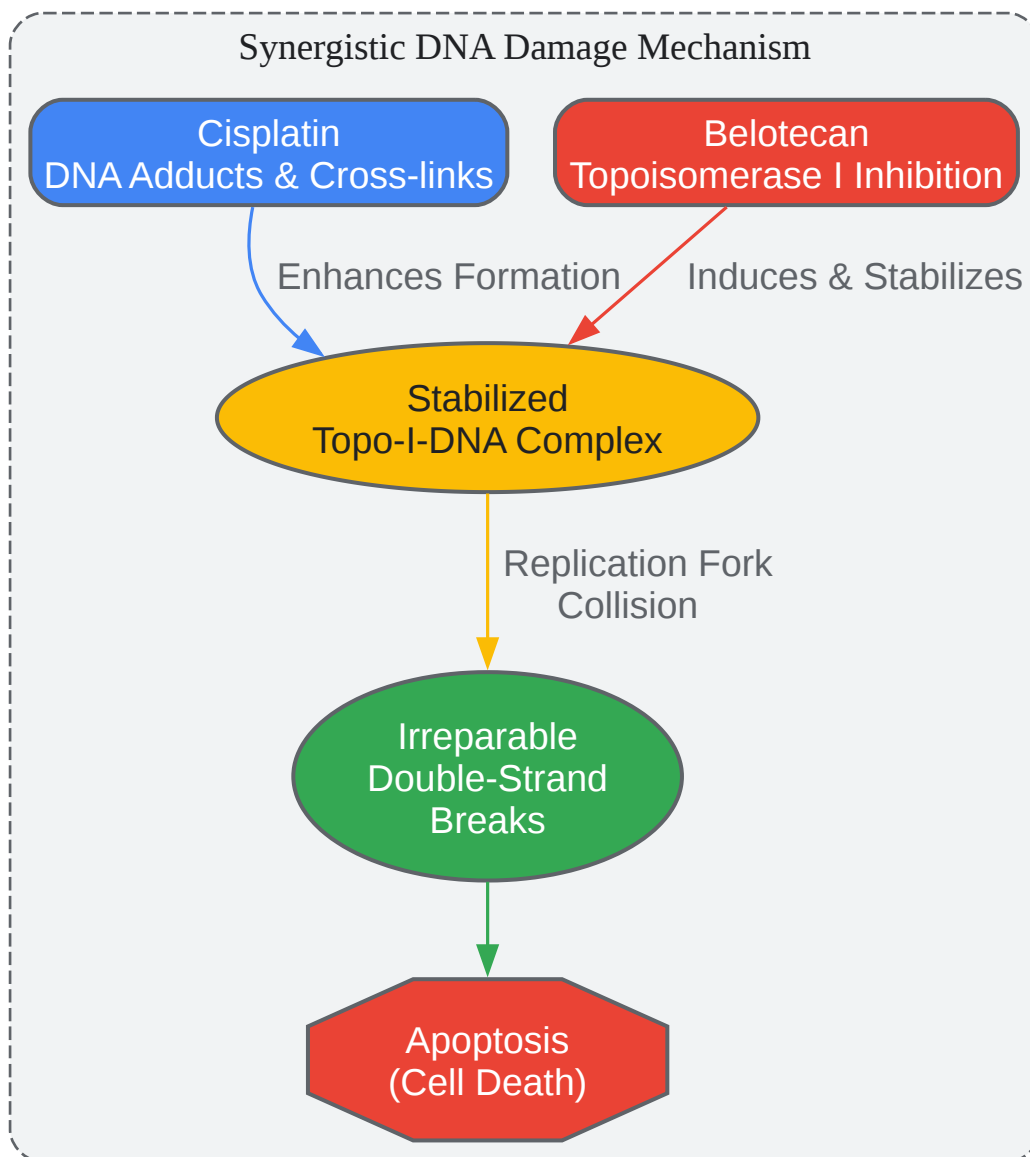 Synergistic DNA Damage Mechanism
Cisplatin
DNA Adducts & Cross-links
Belotecan
Topoisomerase I Inhibition
Enhances Formation
Induces & Stabilizes
Stabilized
Topo-I-DNA Complex
Replication Fork
Collision
Irreparable
Double-Strand
Breaks
Apoptosis
(Cell Death)